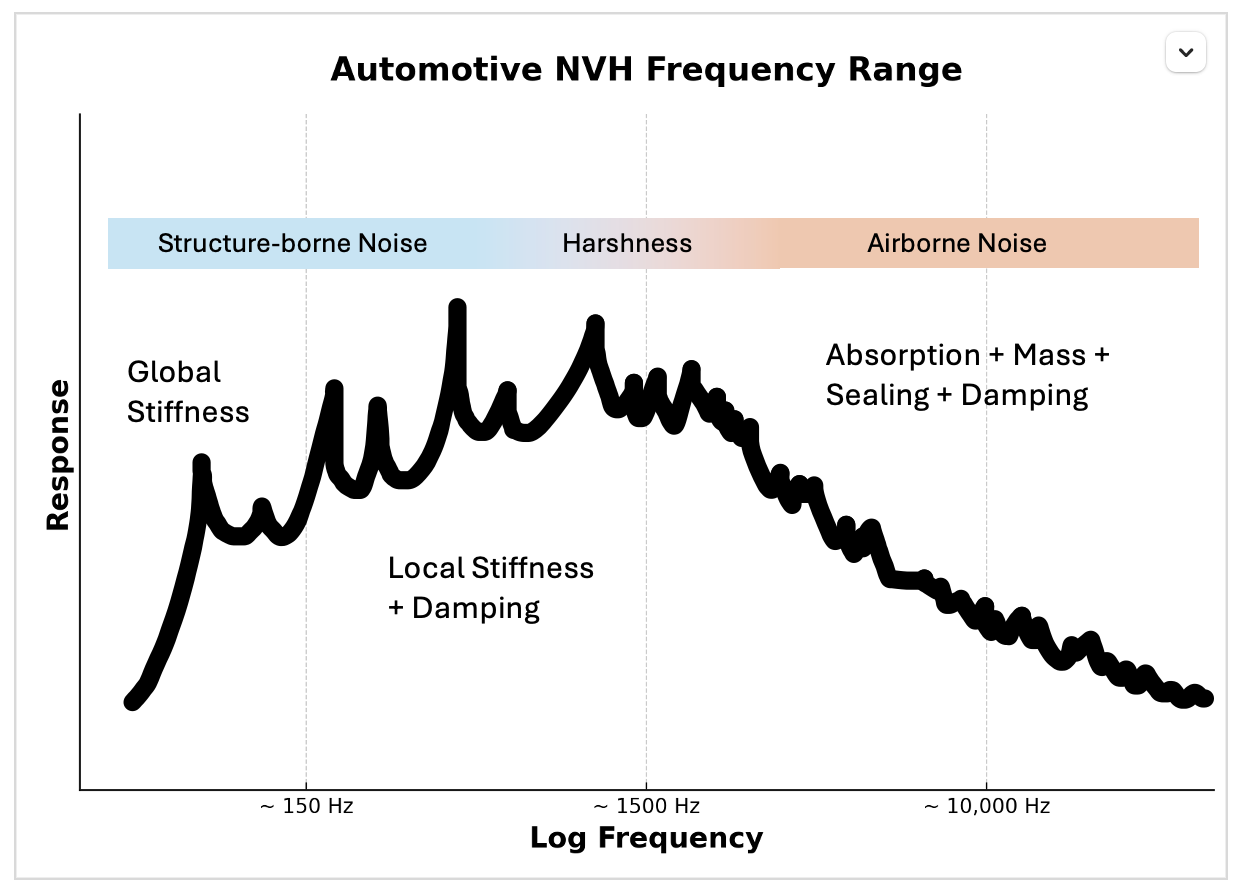 Automotive NVH Frequency Range
Structure-borne Noise
Harshness
Airborne Noise
Global
Stiffness
Absorption + Mass +
Sealing + Damping
Local Stiffness
+ Damping
Response
~ 150 Hz
~ 1500 Hz
~ 10,000 Hz
Log Frequency